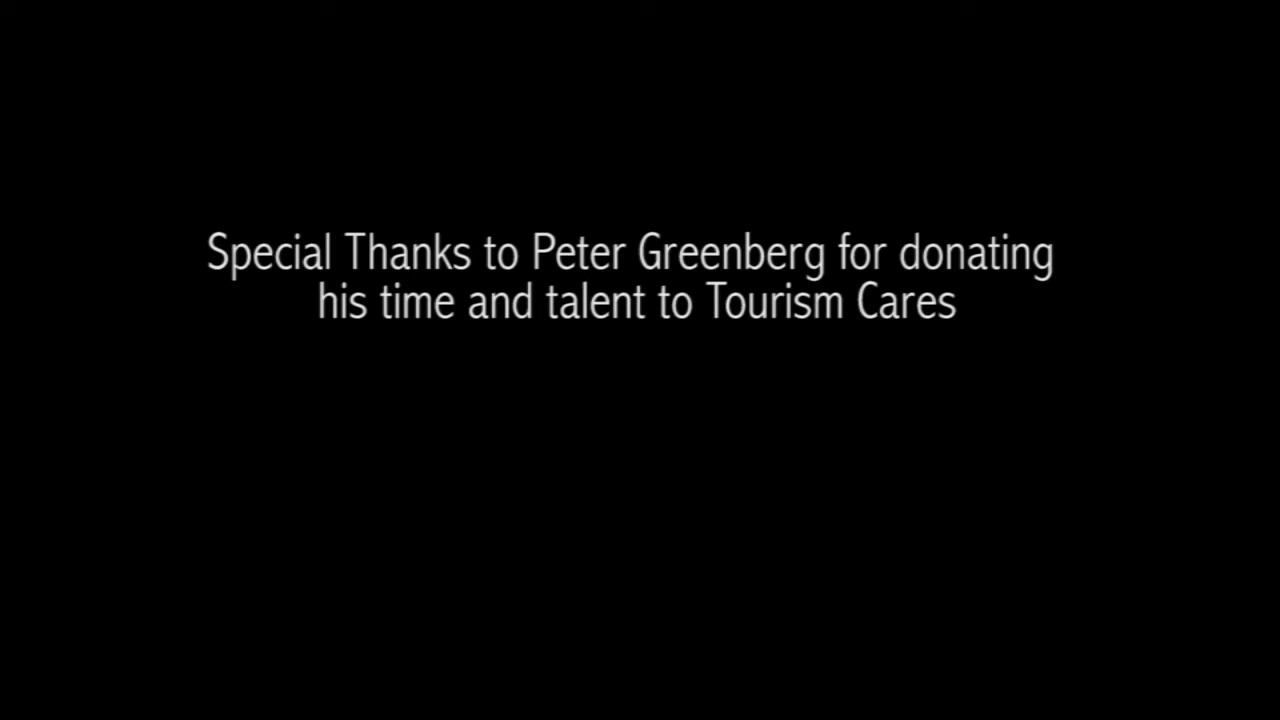 Special Thanks to Peter Greenberg for donating
his time and talent to Tourism Cares